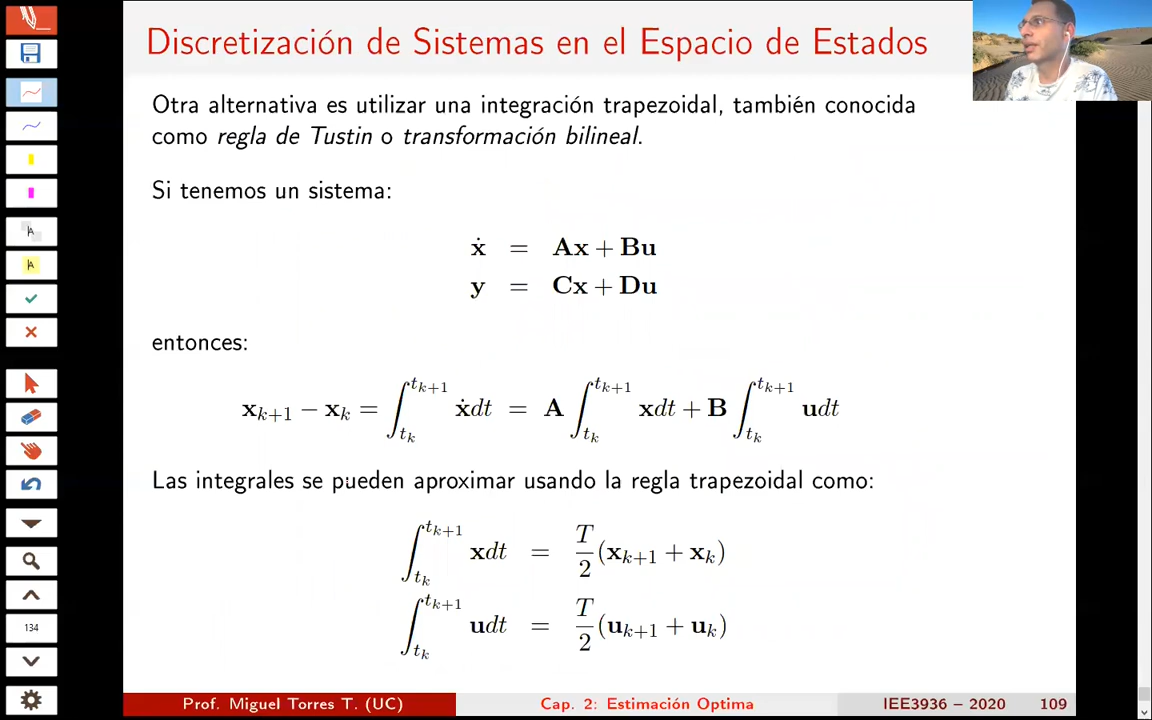 Discretización de Sistemas en el Espacio de Estados
Otra alternativa es utilizar una integración trapezoidal, también conocida
como regla de Tustin o transformación bilineal.
Si tenemos un sistema:
ẋ = Ax + Bu
y = Cx + Du
entonces:
x_{k+1} − x_k = ∫_{t_k}^{t_{k+1}} ẋdt = A ∫_{t_k}^{t_{k+1}} xdt + B ∫_{t_k}^{t_{k+1}} udt
Las integrales se pueden aproximar usando la regla trapezoidal como:
∫_{t_k}^{t_{k+1}} xdt = T/2 (x_{k+1} + x_k)
∫_{t_k}^{t_{k+1}} udt = T/2 (u_{k+1} + u_k)
A
A
134
Prof. Miguel Torres T. (UC) Cap. 2: Estimación Optima IEE3936 – 2020 109